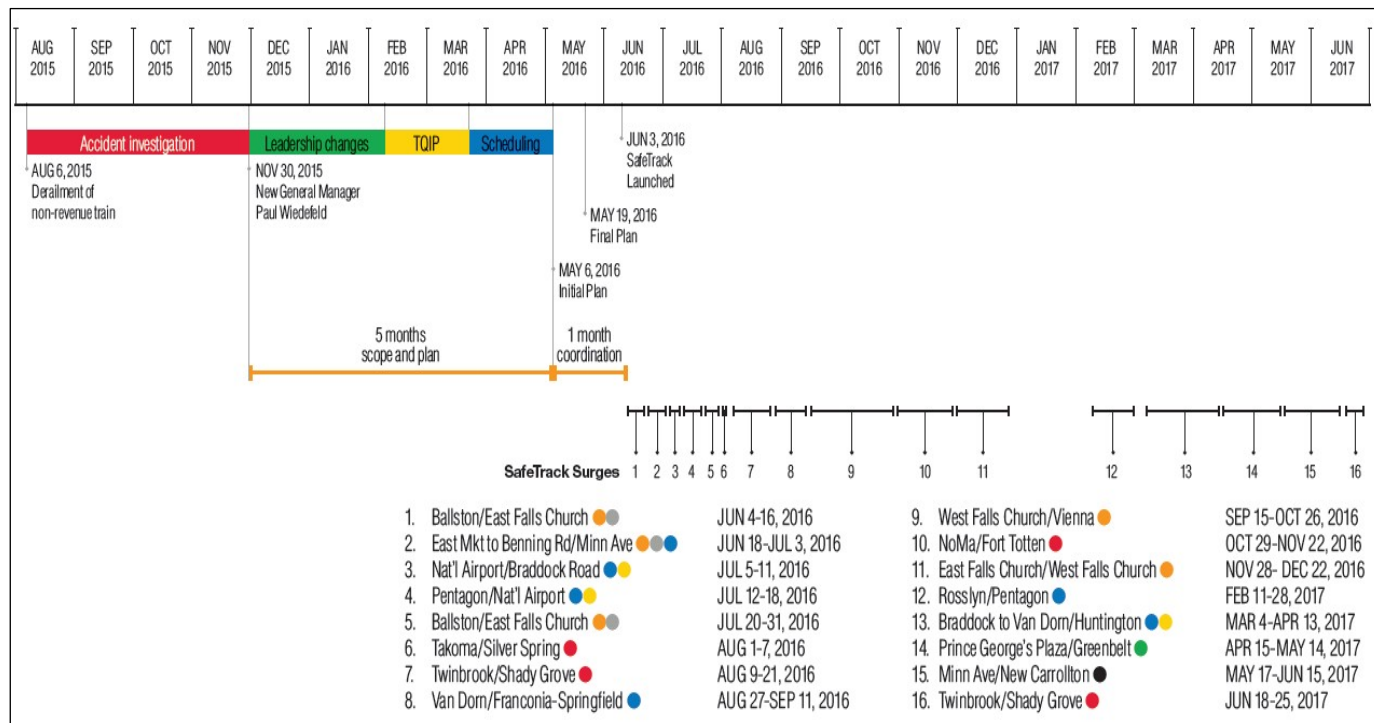 AUG 2015
SEP 2015
OCT 2015
NOV 2015
DEC 2015
JAN 2016
FEB 2016
MAR 2016
APR 2016
MAY 2016
JUN 2016
JUL 2016
AUG 2016
SEP 2016
OCT 2016
NOV 2016
DEC 2016
JAN 2017
FEB 2017
MAR 2017
APR 2017
MAY 2017
JUN 2017
Accident investigation
Leadership changes
TQIP
Scheduling
AUG 6, 2015
Derailment of
non-revenue train
NOV 30, 2015
New General Manager
Paul Wiedefeld
JUN 3, 2016
SafeTrack
Launched
MAY 19, 2016
Final Plan
MAY 6, 2016
Initial Plan
5 months
scope and plan
1 month
coordination
SafeTrack Surges 1 2 3 4 5 6 7 8 9 10 11 12 13 14 15 16
1. Ballston/East Falls Church JUN 4-16, 2016
2. East Mkt to Benning Rd/Minn Ave JUN 18-JUL 3, 2016
3. Nat'l Airport/Braddock Road JUL 5-11, 2016
4. Pentagon/Nat'l Airport JUL 12-18, 2016
5. Ballston/East Falls Church JUL 20-31, 2016
6. Takoma/Silver Spring AUG 1-7, 2016
7. Twinbrook/Shady Grove AUG 9-21, 2016
8. Van Dorn/Franconia-Springfield AUG 27-SEP 11, 2016
9. West Falls Church/Vienna SEP 15-OCT 26, 2016
10. NoMa/Fort Totten OCT 29-NOV 22, 2016
11. East Falls Church/West Falls Church NOV 28- DEC 22, 2016
12. Rosslyn/Pentagon FEB 11-28, 2017
13. Braddock to Van Dorn/Huntington MAR 4-APR 13, 2017
14. Prince George's Plaza/Greenbelt APR 15-MAY 14, 2017
15. Minn Ave/New Carrollton MAY 17-JUN 15, 2017
16. Twinbrook/Shady Grove JUN 18-25, 2017